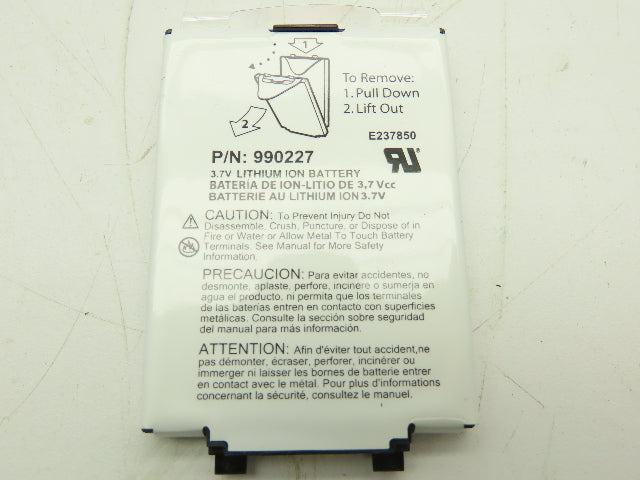 1
2
To Remove:
1. Pull Down
2. Lift Out
E237850
P/N: 990227
3.7V LITHIUM ION BATTERY
BATERÍA DE ION-LITIO DE 3,7 Vcc
BATTERIE AU LITHIUM ION 3.7V
CAUTION: To Prevent Injury Do Not
Disassemble, Crush, Puncture, or Dispose of in
Fire or Water or Allow Metal To Touch Battery
Terminals. See Manual for More Safety
Information.
PRECAUCION: Para evitar accidentes, no
desmonte, aplaste, perfore, incinere o sumerja en
agua el producto, ni permita que los terminales
de las baterías entren en contacto con superficies
metálicas. Consulte la sección sobre seguridad
del manual para más información.
ATTENTION: Afin d'éviter tout accident,ne
pas démonter, écraser, perforer, incinérer ou
immerger ni laisser les bornes de batterie entrer
en contact avec le métal. Pour plus d'informations
concernant la sécurité, consultez le manuel.